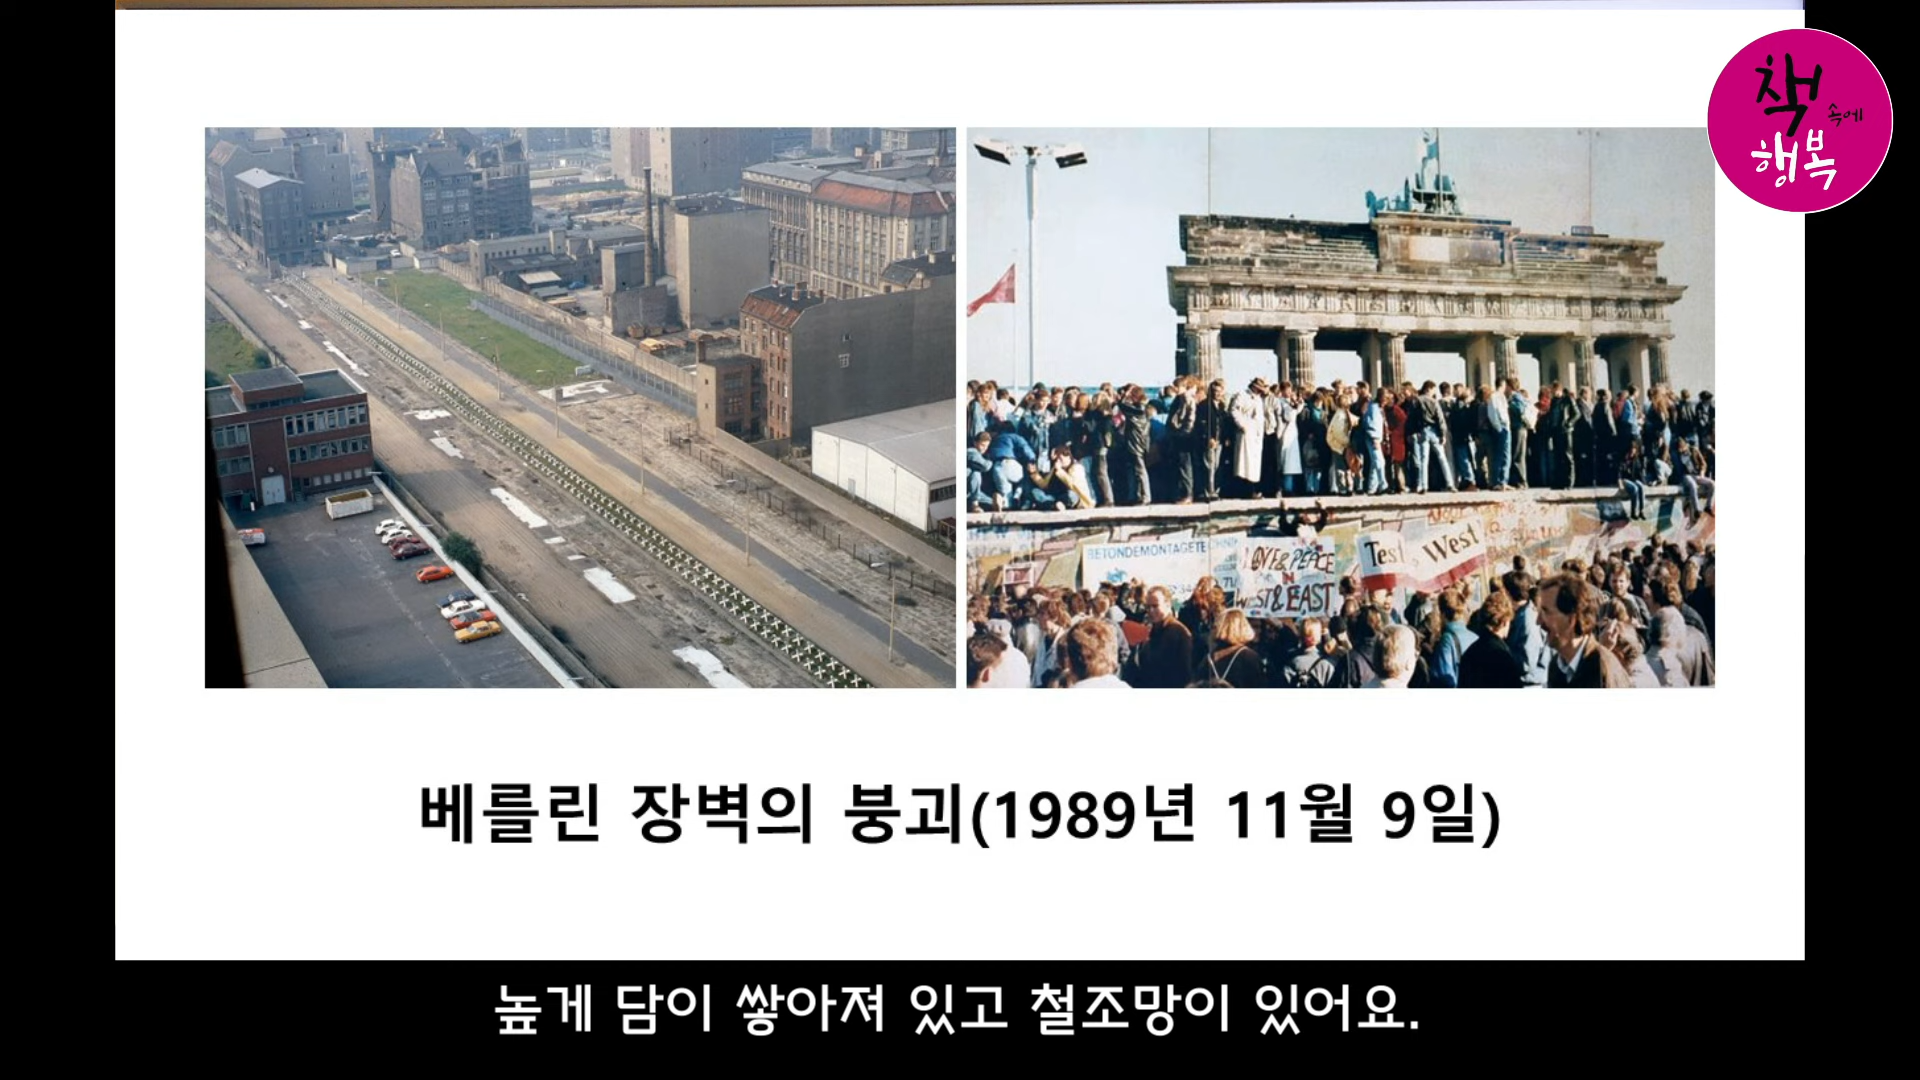 책
속에
행복
BETONDEMONTAGETECHNIK
LOVE & PEACE
IN
WEST & EAST
Test
West
베를린 장벽의 붕괴(1989년 11월 9일)
높게 담이 쌓아져 있고 철조망이 있어요.